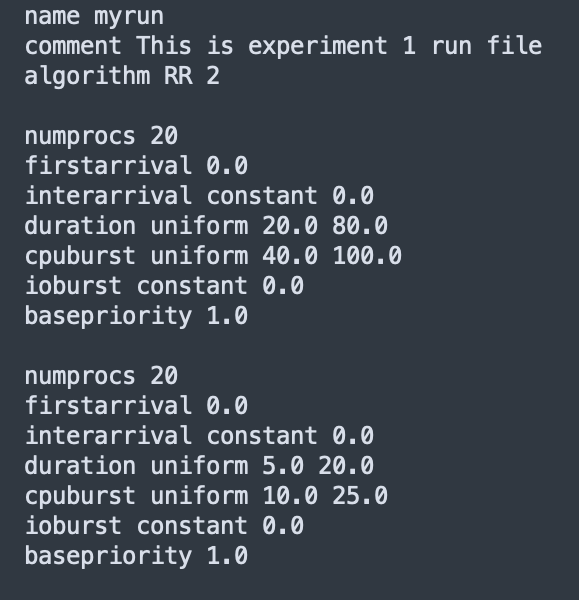 name myrun
comment This is experiment 1 run file
algorithm RR 2
numprocs 20
firstarrival 0.0
interarrival constant 0.0
duration uniform 20.0 80.0
cpuburst uniform 40.0 100.0
ioburst constant 0.0
basepriority 1.0
numprocs 20
firstarrival 0.0
interarrival constant 0.0
duration uniform 5.0 20.0
cpuburst uniform 10.0 25.0
ioburst constant 0.0
basepriority 1.0